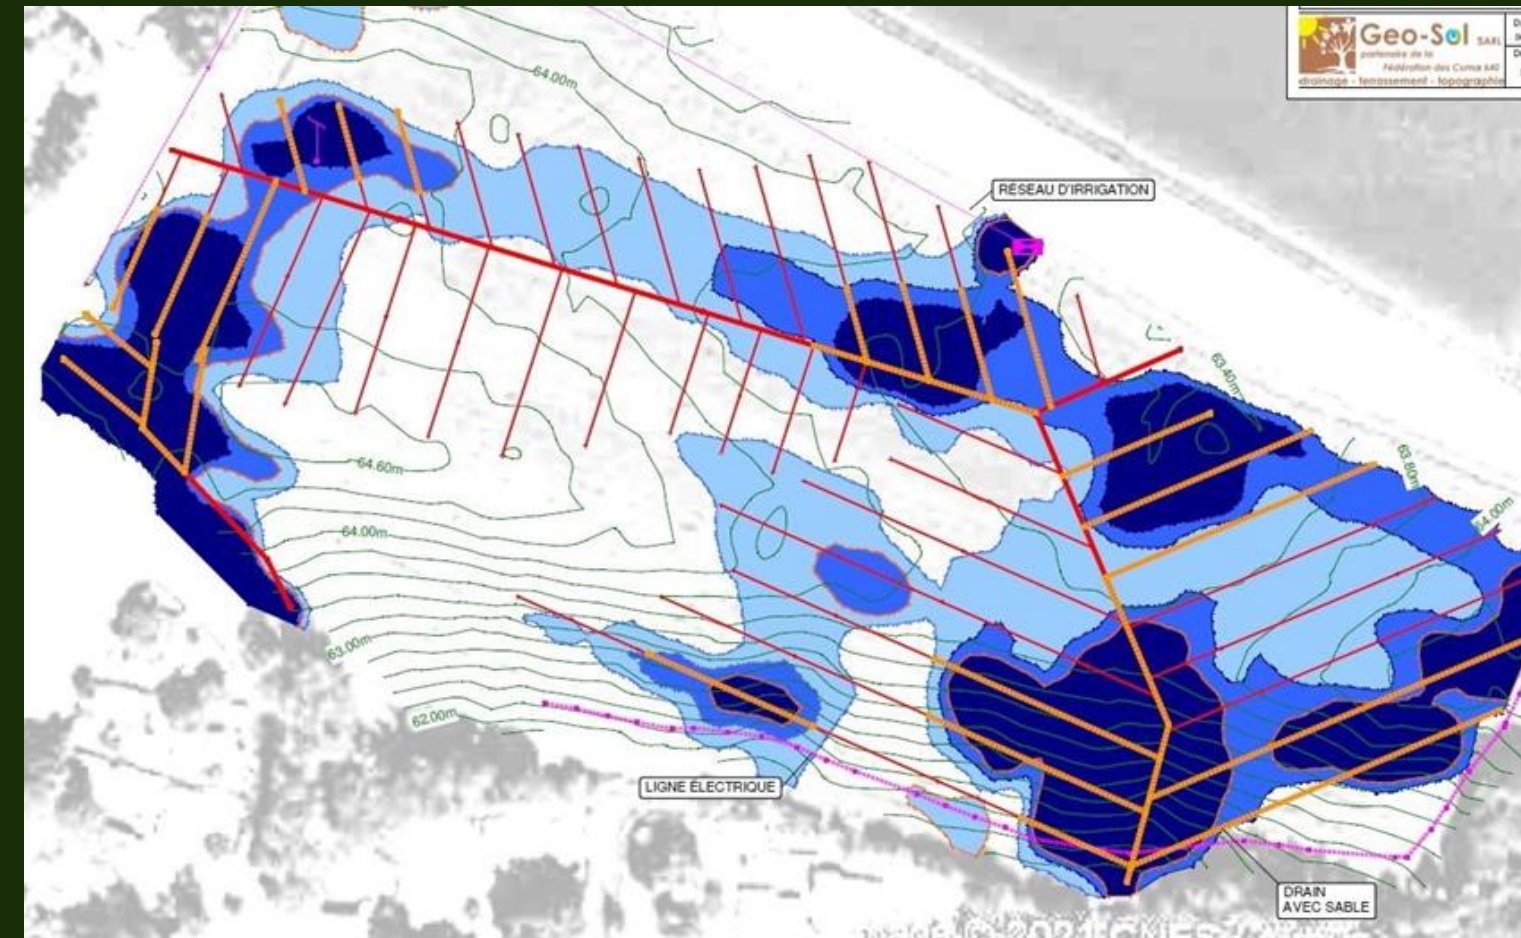 Geo-Sol SARL
partenaire de la
Fédération des Cuma 640
drainage - terrassement - topographie
64.00m
RESEAU D'IRRIGATION
63.40m
63.80m
64.00m
64.60m
64.00m
63.00m
62.00m
LIGNE ÉLECTRIQUE
DRAIN
AVEC SABLE